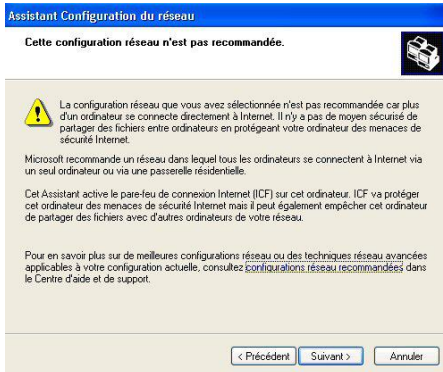 Assistant Configuration du réseau
Cette configuration réseau n'est pas recommandée.
La configuration réseau que vous avez sélectionnée n'est pas recommandée car plus
d'un ordinateur se connecte directement à Internet. Il n'y a pas de moyen sécurisé de
partager des fichiers entre ordinateurs en protégeant votre ordinateur des menaces de
sécurité Internet.
Microsoft recommande un réseau dans lequel tous les ordinateurs se connectent à Internet via
un seul ordinateur ou via une passerelle résidentielle.
Cet Assistant active le pare-feu de connexion Internet (ICF) sur cet ordinateur. ICF va protéger
cet ordinateur des menaces de sécurité Internet mais il peut également empêcher cet ordinateur
de partager des fichiers avec d'autres ordinateurs de votre réseau.
Pour en savoir plus sur de meilleures configurations réseau ou des techniques réseau avancées
applicables à votre configuration actuelle, consultez configurations réseau recommandées dans
le Centre d'aide et de support.
< Précédent Suivant > Annuler